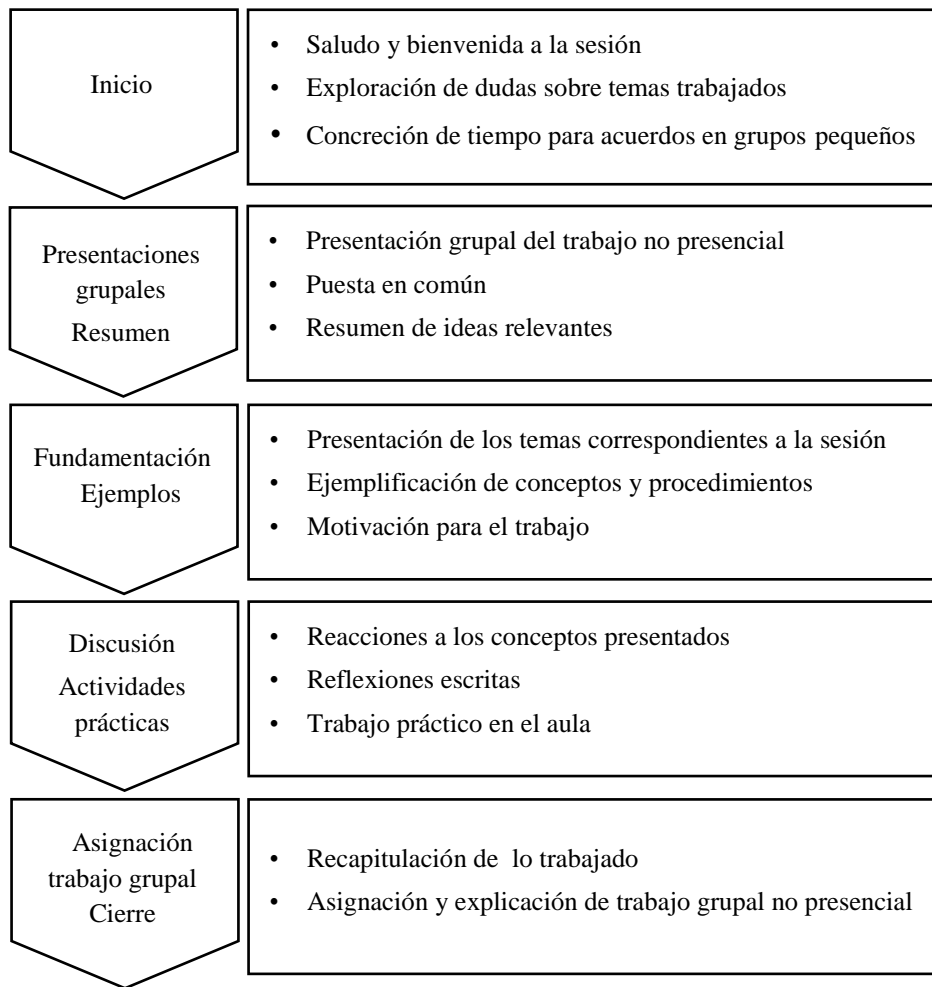 Inicio
• Saludo y bienvenida a la sesión
• Exploración de dudas sobre temas trabajados
• Concreción de tiempo para acuerdos en grupos pequeños
Presentaciones
grupales
Resumen
• Presentación grupal del trabajo no presencial
• Puesta en común
• Resumen de ideas relevantes
Fundamentación
Ejemplos
• Presentación de los temas correspondientes a la sesión
• Ejemplificación de conceptos y procedimientos
• Motivación para el trabajo
Discusión
Actividades
prácticas
• Reacciones a los conceptos presentados
• Reflexiones escritas
• Trabajo práctico en el aula
Asignación
trabajo grupal
Cierre
• Recapitulación de lo trabajado
• Asignación y explicación de trabajo grupal no presencial